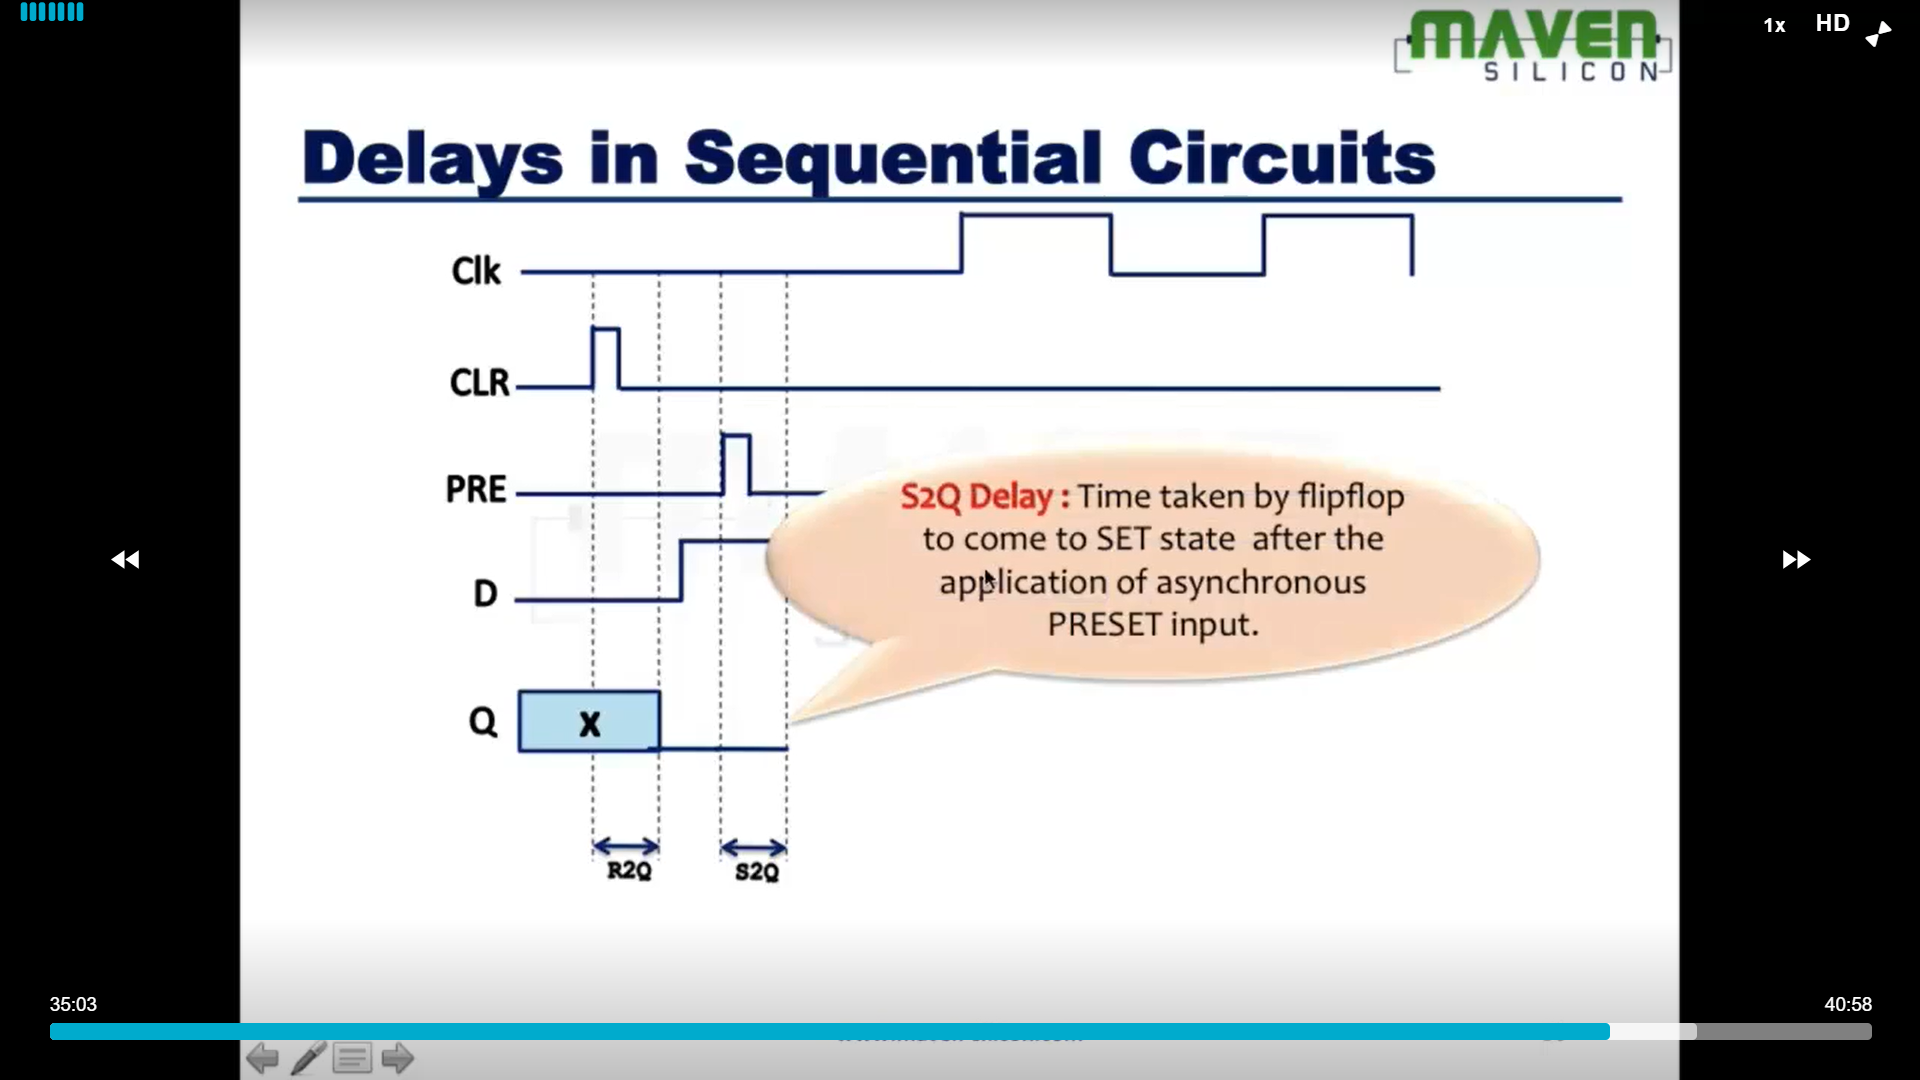 1x HD
MAVEN
SILICON
Delays in Sequential Circuits
Clk
CLR
PRE
S2Q Delay : Time taken by flipflop
to come to SET state after the
application of asynchronous
PRESET input.
D
Q
X
R2Q
S2Q
35:03
40:58